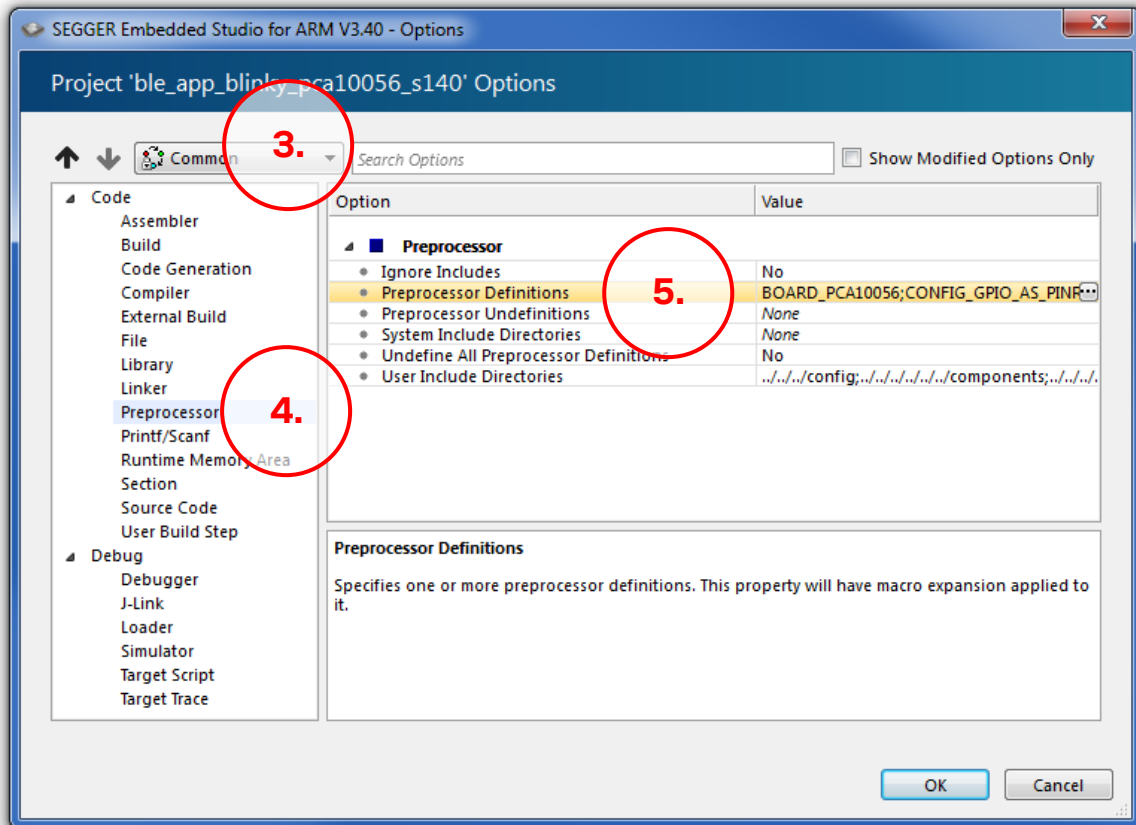 SEGGER Embedded Studio for ARM V3.40 - Options
Project 'ble_app_blinky_pca10056_s140' Options
3.
Common
Search Options
Show Modified Options Only
Code
Assembler
Build
Code Generation
Compiler
External Build
File
Library
Linker
Preprocessor
4.
Printf/Scanf
Runtime Memory Area
Section
Source Code
User Build Step
Debug
Debugger
J-Link
Loader
Simulator
Target Script
Target Trace
Option Value
Preprocessor
Ignore Includes No
5.
Preprocessor Definitions BOARD_PCA10056;CONFIG_GPIO_AS_PINR
Preprocessor Undefinitions None
System Include Directories None
Undefine All Preprocessor Definitions No
User Include Directories ../../../config;../../../../../../components;../../../.
Preprocessor Definitions
Specifies one or more preprocessor definitions. This property will have macro expansion applied to
it.
OK Cancel